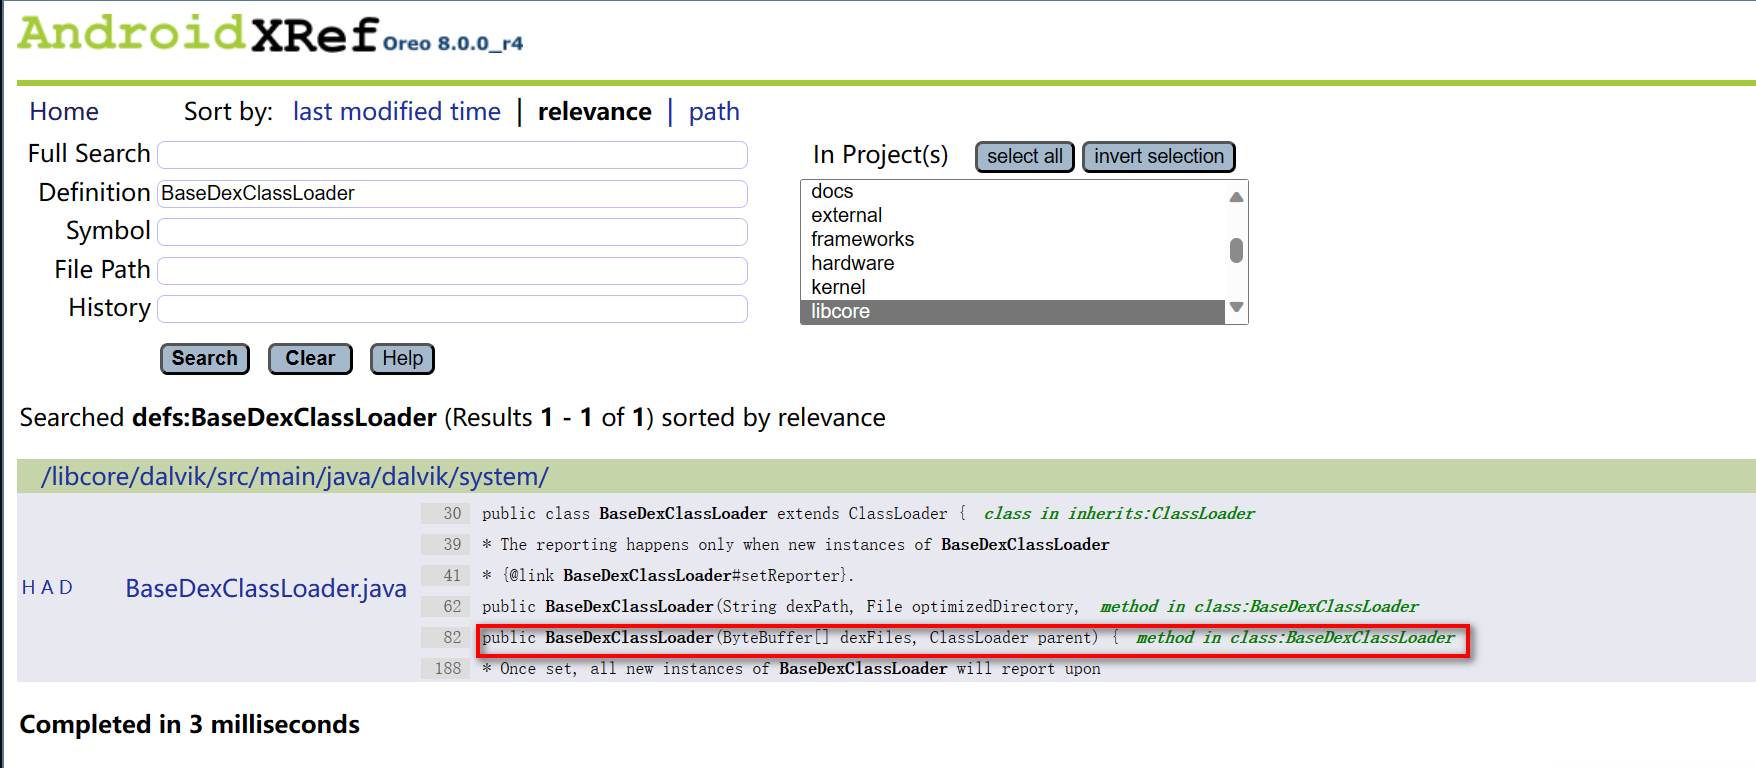 AndroidXRef Oreo 8.0.0_r4
Home Sort by: last modified time | relevance | path
Full Search
Definition BaseDexClassLoader
Symbol
File Path
History
In Project(s) select all invert selection
docs
external
frameworks
hardware
kernel
libcore
Search Clear Help
Searched defs:BaseDexClassLoader (Results 1 - 1 of 1) sorted by relevance
/libcore/dalvik/src/main/java/dalvik/system/
H A D BaseDexClassLoader.java
30 public class BaseDexClassLoader extends ClassLoader { class in inherits:ClassLoader
39 * The reporting happens only when new instances of BaseDexClassLoader
41 * {@link BaseDexClassLoader#setReporter}.
62 public BaseDexClassLoader(String dexPath, File optimizedDirectory, method in class:BaseDexClassLoader
82 public BaseDexClassLoader(ByteBuffer[] dexFiles, ClassLoader parent) { method in class:BaseDexClassLoader
188 * Once set, all new instances of BaseDexClassLoader will report upon
Completed in 3 milliseconds